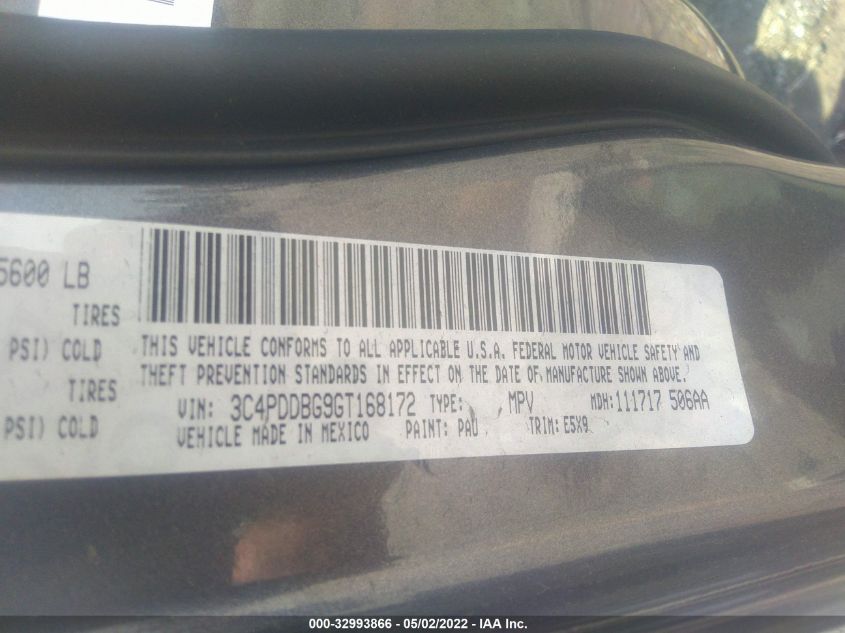 5600 LB
TIRES
PSI) COLD
TIRES
PSI) COLD
THIS VEHICLE CONFORMS TO ALL APPLICABLE U.S.A. FEDERAL MOTOR VEHICLE SAFETY AND
THEFT PREVENTION STANDARDS IN EFFECT ON THE DATE OF MANUFACTURE SHOWN ABOVE.
VIN: 3C4PDDBG9GT168172 TYPE: MPV MDH: 111717 506AA
VEHICLE MADE IN MEXICO PAINT: PAU TRIM: E5X9
000-32993866 - 05/02/2022 - IAA Inc.